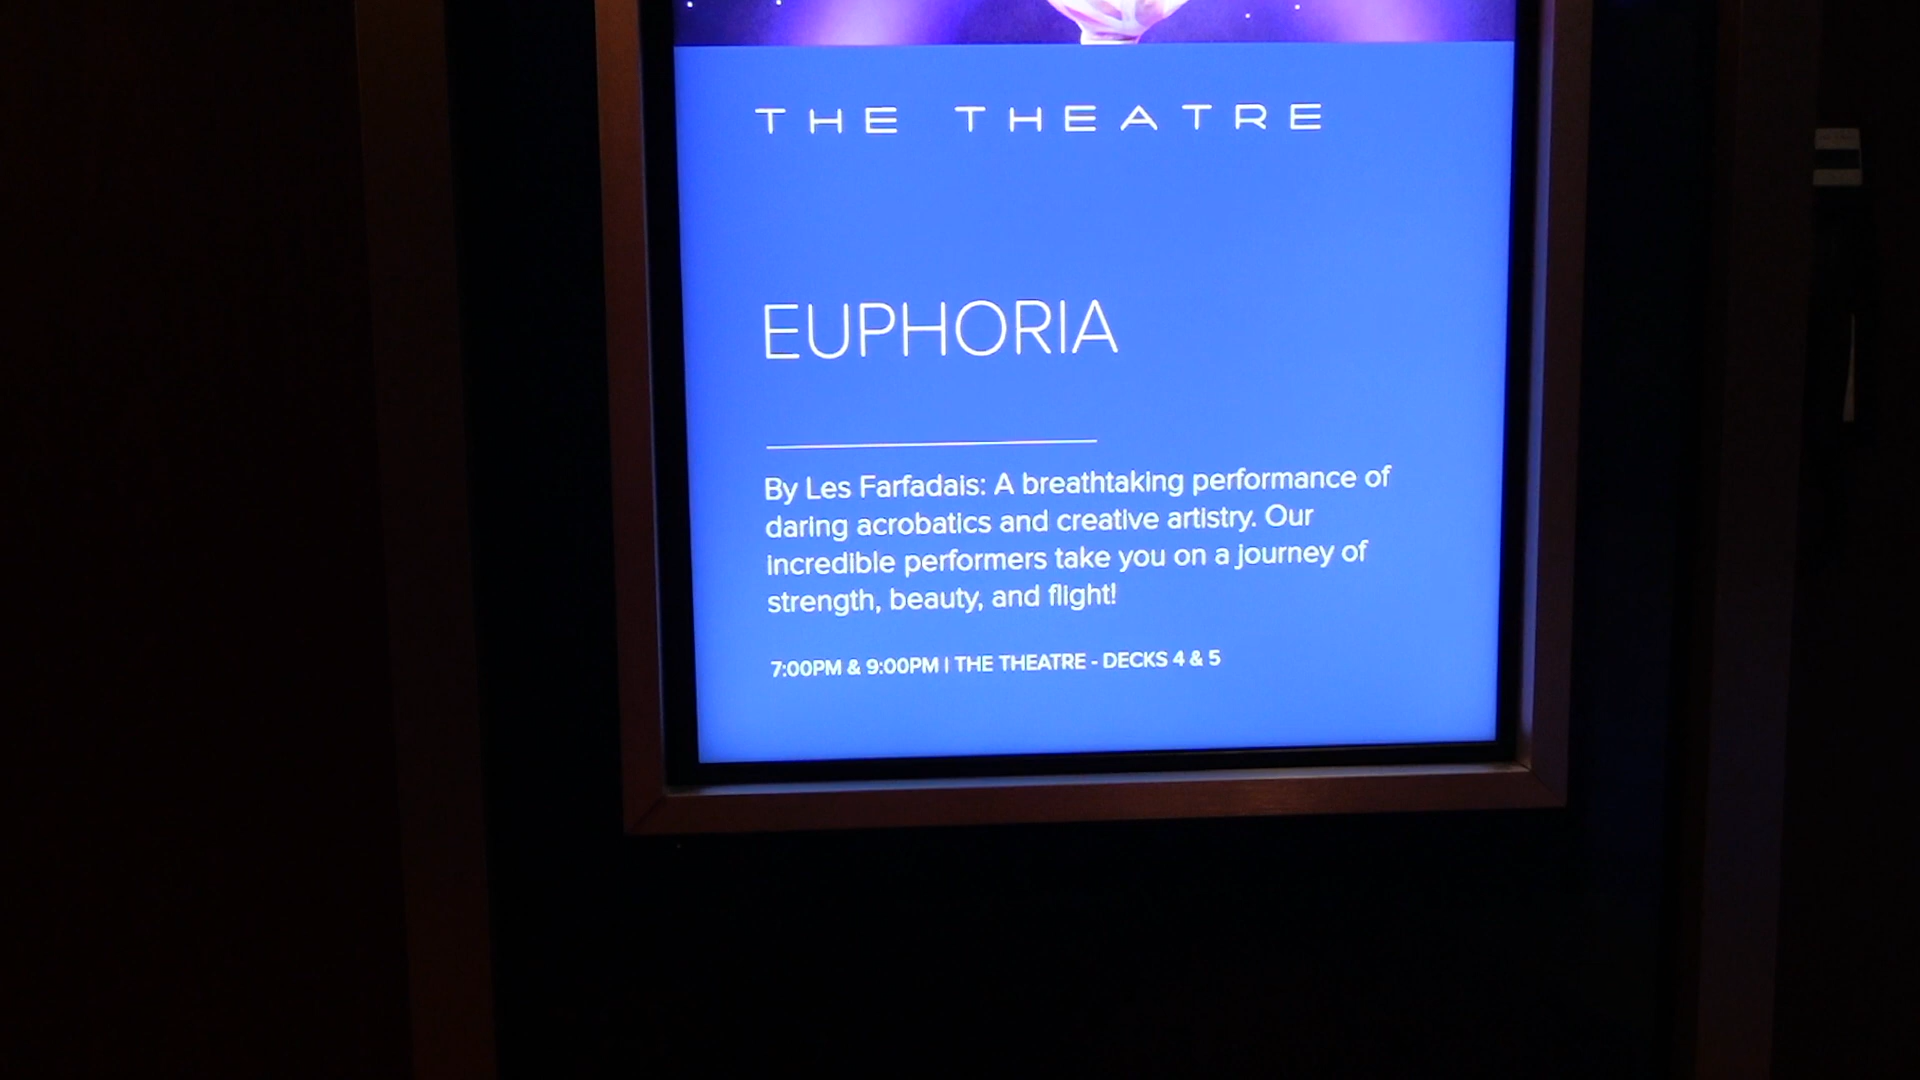 THE THEATRE
EUPHORIA
By Les Farfadais: A breathtaking performance of
daring acrobatics and creative artistry. Our
incredible performers take you on a journey of
strength, beauty, and flight!
7:00PM & 9:00PM | THE THEATRE - DECKS 4 & 5